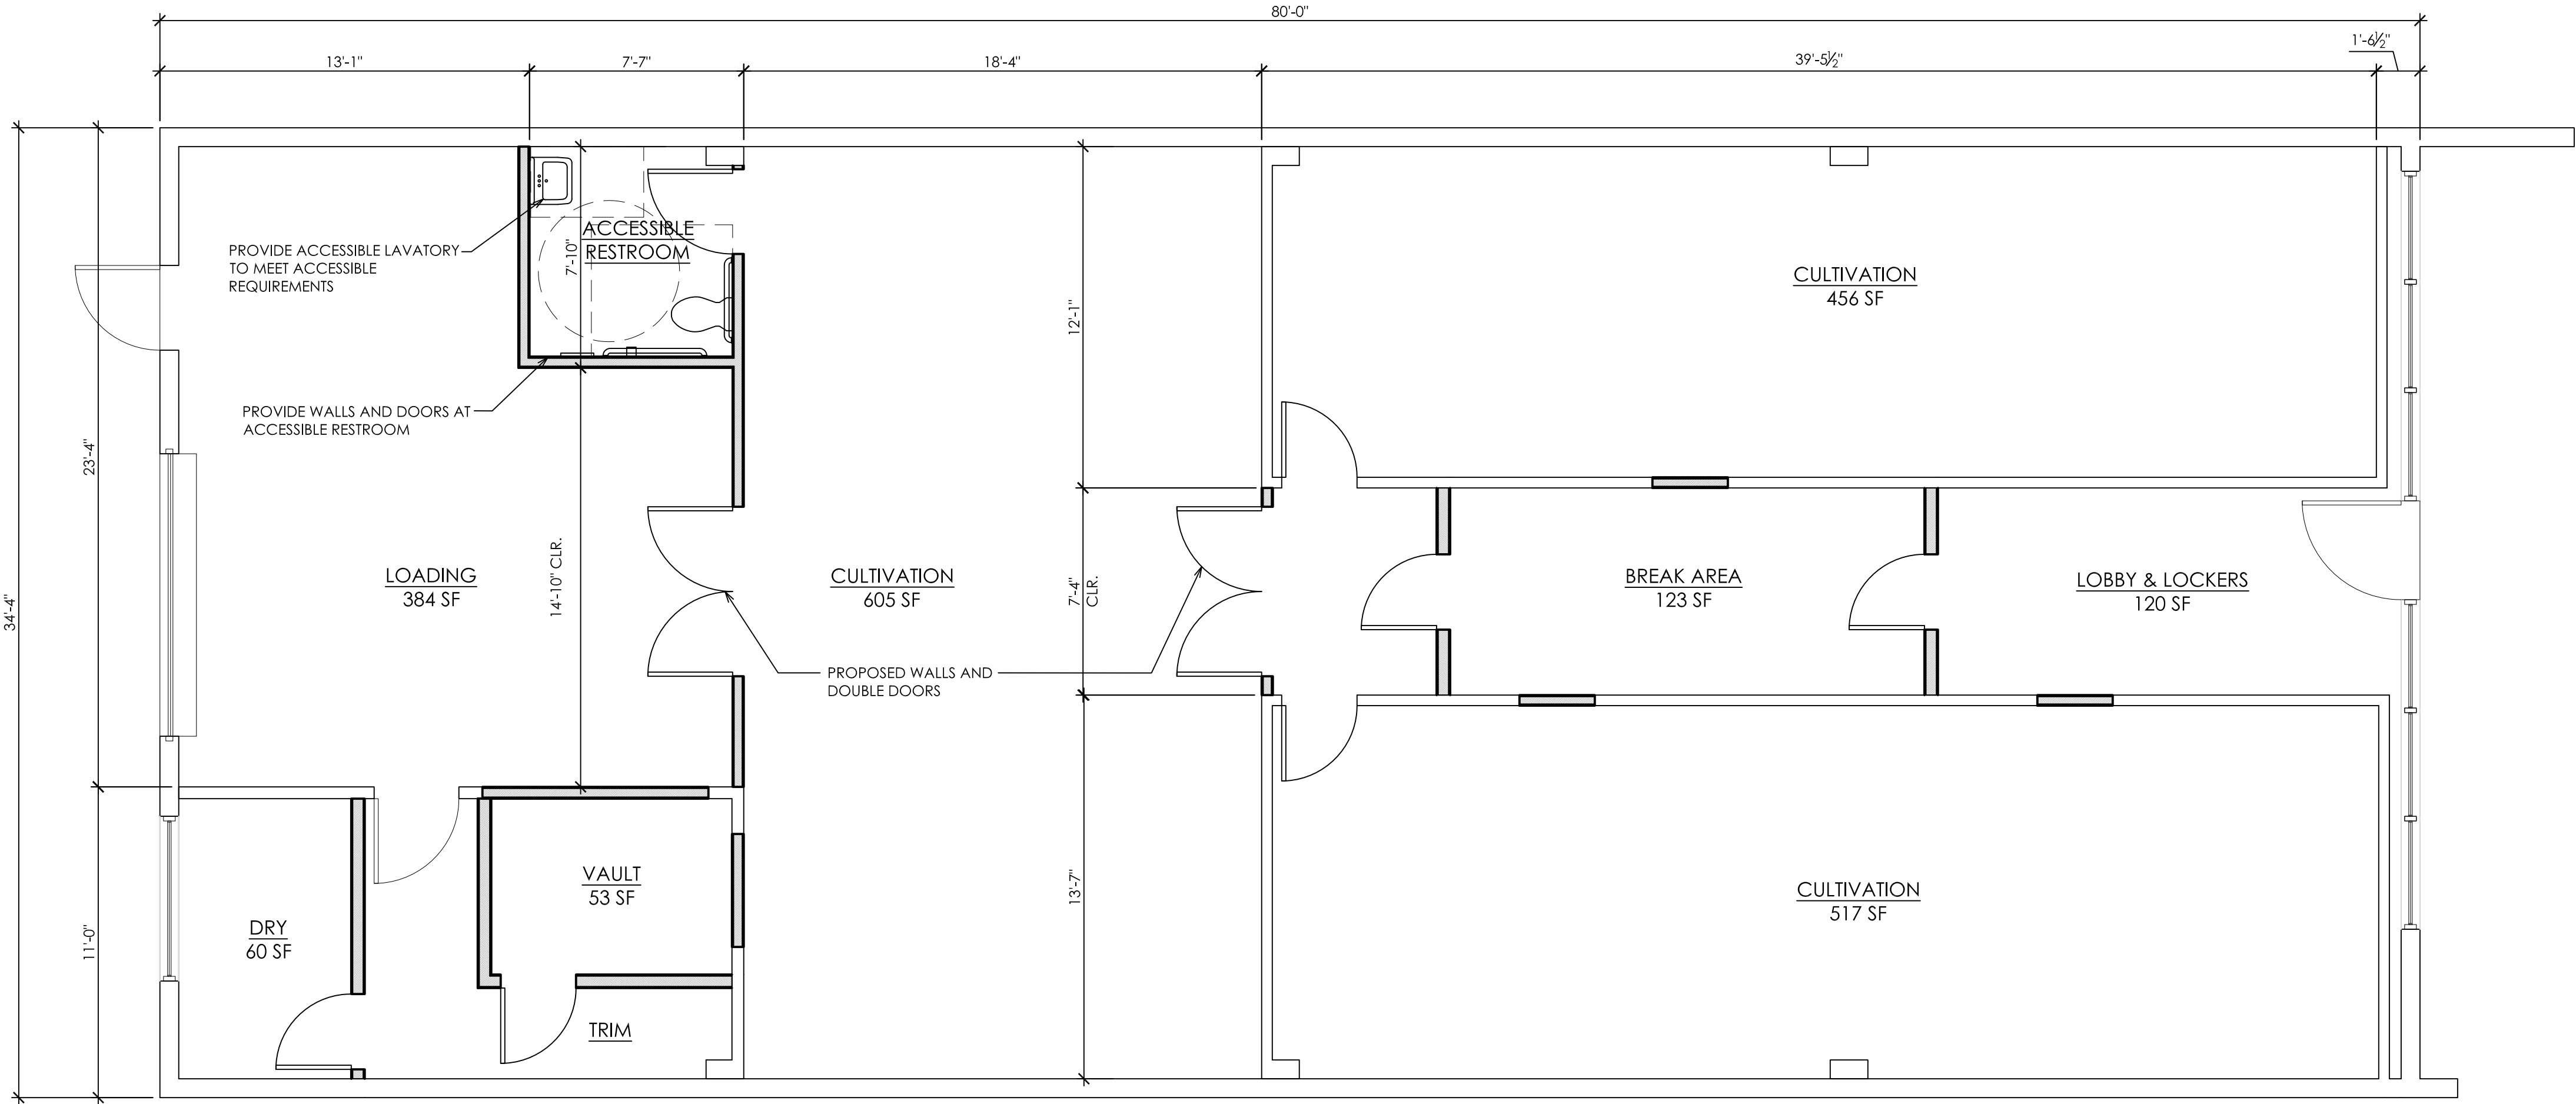 80'-0"
1'-6½"
13'-1"
7'-7"
18'-4"
39'-5½"
ACCESSIBLE
RESTROOM
7'-10"
PROVIDE ACCESSIBLE LAVATORY
TO MEET ACCESSIBLE
REQUIREMENTS
CULTIVATION
456 SF
12'-1"
PROVIDE WALLS AND DOORS AT
ACCESSIBLE RESTROOM
23'-4"
34'-4"
LOADING
384 SF
14'-10" CLR.
CULTIVATION
605 SF
7'-4"
CLR.
BREAK AREA
123 SF
LOBBY & LOCKERS
120 SF
PROPOSED WALLS AND
DOUBLE DOORS
VAULT
53 SF
13'-7"
CULTIVATION
517 SF
DRY
60 SF
11'-0"
TRIM